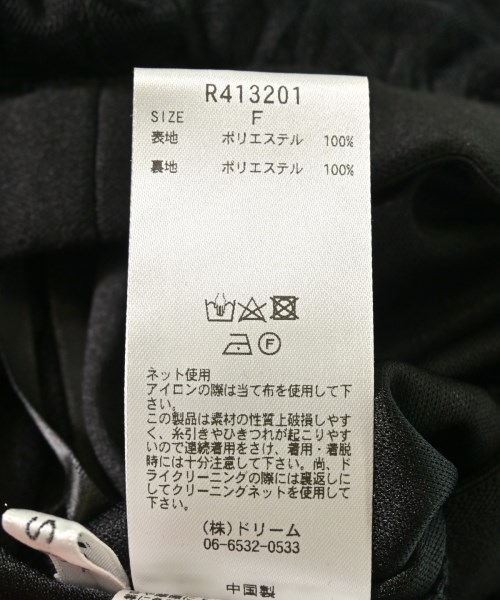 R413201
SIZE F
表地 ポリエステル 100%
裏地 ポリエステル 100%
F
ネット使用
アイロンの際は当て布を使用して下
さい。
この製品は素材の性質上破損しやす
く、糸引きやひきつれが起こりやす
いので連続着用をさけ、着用・着脱
時には十分注意して下さい。尚、ド
ライクリーニングの際には裏返しに
してクリーニングネットを使用して
下さい。
(株)ドリーム
06-6532-0533
中国製
S